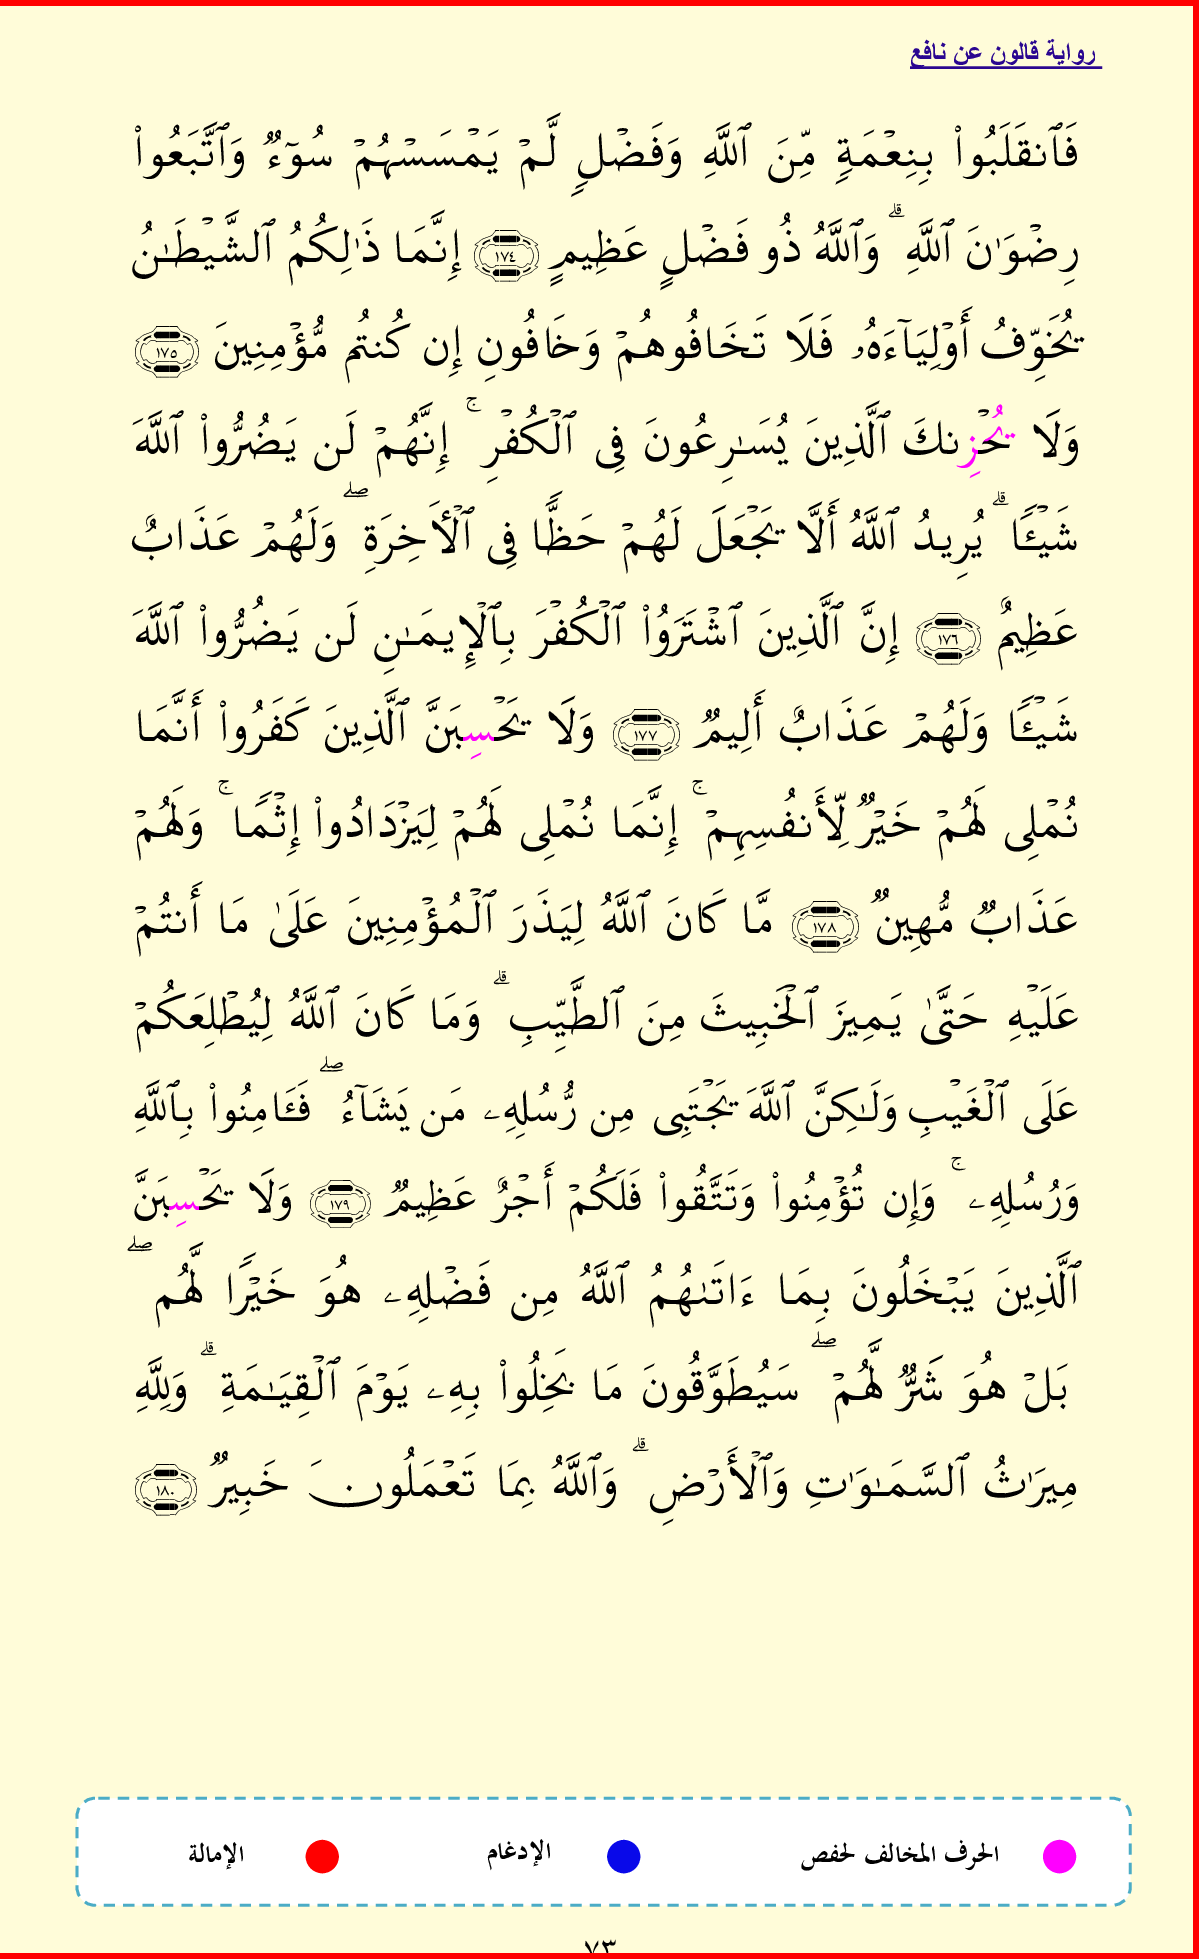 رواية قالون عن نافع
فَٱنقَلَبُواْ بِنِعْمَةٍ مِّنَ ٱللَّهِ وَفَضْلٍ لَّمْ يَمْسَسْهُمْ سُوٓءٌ وَٱتَّبَعُواْ
رِضْوَٰنَ ٱللَّهِ ۗ وَٱللَّهُ ذُو فَضْلٍ عَظِيمٍ ١٧٤ إِنَّمَا ذَٰلِكُمُ ٱلشَّيْطَـٰنُ
يُخَوِّفُ أَوْلِيَآءَهُۥ فَلَا تَخَافُوهُمْ وَخَافُونِ إِن كُنتُم مُّؤْمِنِينَ ١٧٥
وَلَا يُحْزِنكَ ٱلَّذِينَ يُسَـٰرِعُونَ فِى ٱلْكُفْرِ ۚ إِنَّهُمْ لَن يَضُرُّواْ ٱللَّهَ
شَيْـًٔا ۗ يُرِيدُ ٱللَّهُ أَلَّا يَجْعَلَ لَهُمْ حَظًّا فِى ٱلْأَخِرَةِ ۖ وَلَهُمْ عَذَابٌ
عَظِيمٌ ١٧٦ إِنَّ ٱلَّذِينَ ٱشْتَرَوُاْ ٱلْكُفْرَ بِٱلْإِيمَـٰنِ لَن يَضُرُّواْ ٱللَّهَ
شَيْـًٔا وَلَهُمْ عَذَابٌ أَلِيمٌ ١٧٧ وَلَا يَحْسِبَنَّ ٱلَّذِينَ كَفَرُواْ أَنَّمَا
نُمْلِى لَهُمْ خَيْرٌ لِّأَنفُسِهِمْ ۚ إِنَّمَا نُمْلِى لَهُمْ لِيَزْدَادُواْ إِثْمًا ۚ وَلَهُمْ
عَذَابٌ مُّهِينٌ ١٧٨ مَّا كَانَ ٱللَّهُ لِيَذَرَ ٱلْمُؤْمِنِينَ عَلَىٰ مَا أَنتُمْ
عَلَيْهِ حَتَّىٰ يَمِيزَ ٱلْخَبِيثَ مِنَ ٱلطَّيِّبِ ۗ وَمَا كَانَ ٱللَّهُ لِيُطْلِعَكُمْ
عَلَى ٱلْغَيْبِ وَلَـٰكِنَّ ٱللَّهَ يَجْتَبِى مِن رُّسُلِهِۦ مَن يَشَآءُ ۖ فَـَٔامِنُواْ بِٱللَّهِ
وَرُسُلِهِۦ ۚ وَإِن تُؤْمِنُواْ وَتَتَّقُواْ فَلَكُمْ أَجْرٌ عَظِيمٌ ١٧٩ وَلَا يَحْسِبَنَّ
ٱلَّذِينَ يَبْخَلُونَ بِمَا ءَاتَىٰهُمُ ٱللَّهُ مِن فَضْلِهِۦ هُوَ خَيْرًا لَّهُم ۖ
بَلْ هُوَ شَرٌّ لَّهُمْ ۖ سَيُطَوَّقُونَ مَا بَخِلُواْ بِهِۦ يَوْمَ ٱلْقِيَـٰمَةِ ۗ وَلِلَّهِ
مِيرَٰثُ ٱلسَّمَـٰوَٰتِ وَٱلْأَرْضِ ۗ وَٱللَّهُ بِمَا تَعْمَلُونَ خَبِيرٌ ١٨٠
الحرف المخالف لحفص الإدغام الإمالة
٧٣